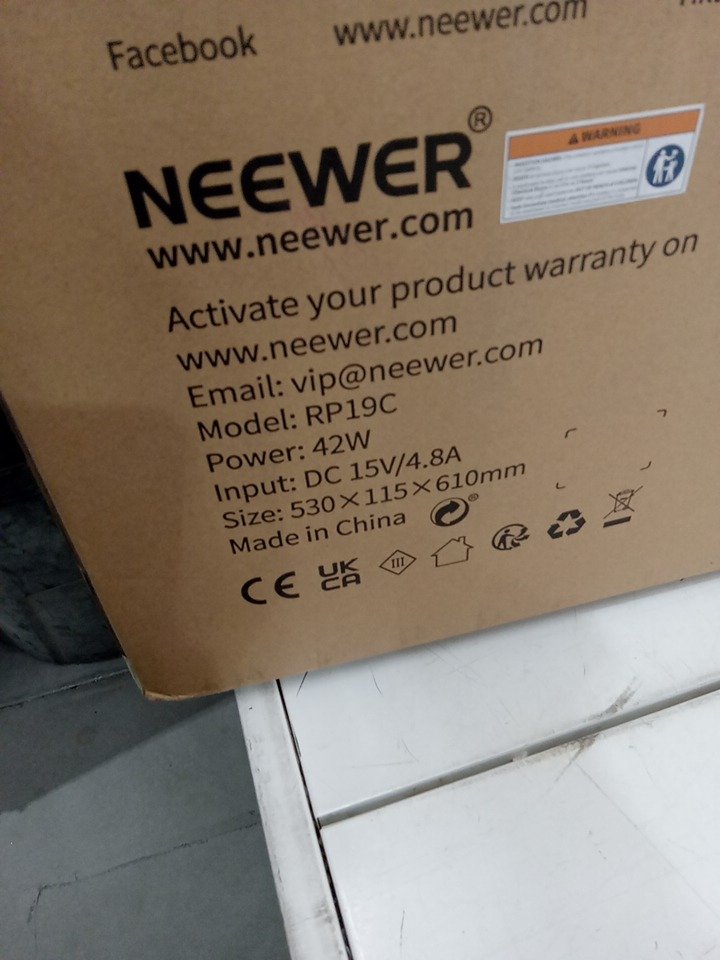 Facebook
www.neewer.com
NEEWER®
⚠ WARNING
www.neewer.com
Activate your product warranty on
www.neewer.com
Email: vip@neewer.com
Model: RP19C
Power: 42W
Input: DC 15V/4.8A
Size: 530×115×610mm
Made in China
CE
UK
CA
III